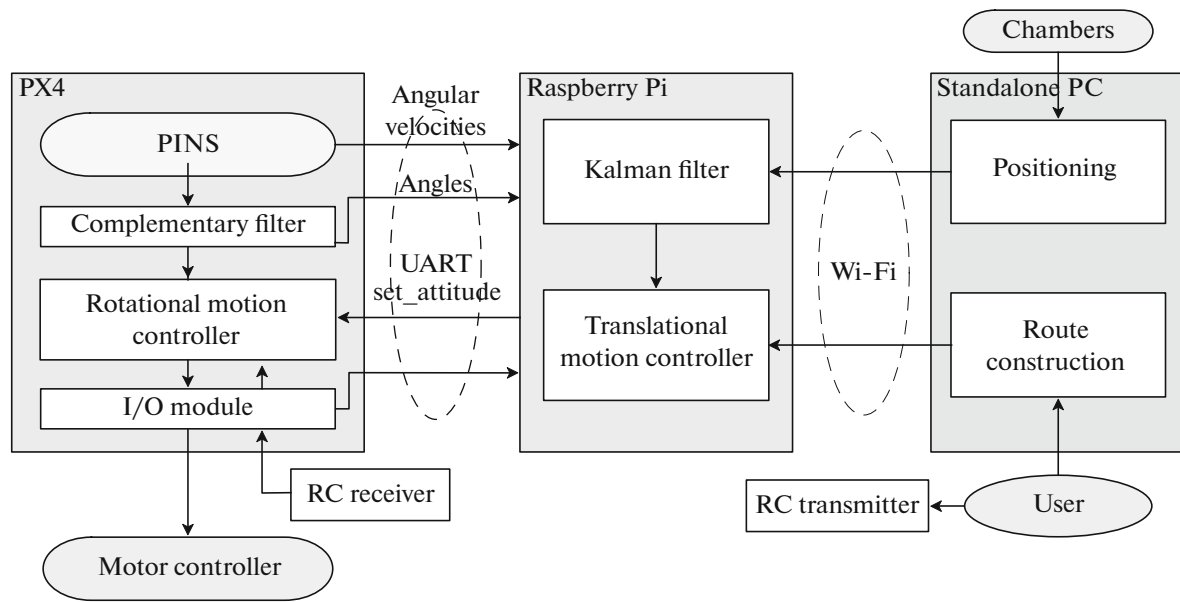 Chambers
PX4
Angular
velocities
Raspberry Pi
Standalone PC
PINS
Kalman filter
Positioning
Angles
Complementary filter
UART
set_attitude
Wi-Fi
Rotational motion
controller
Translational
motion controller
Route
construction
I/O module
RC receiver
RC transmitter
User
Motor controller